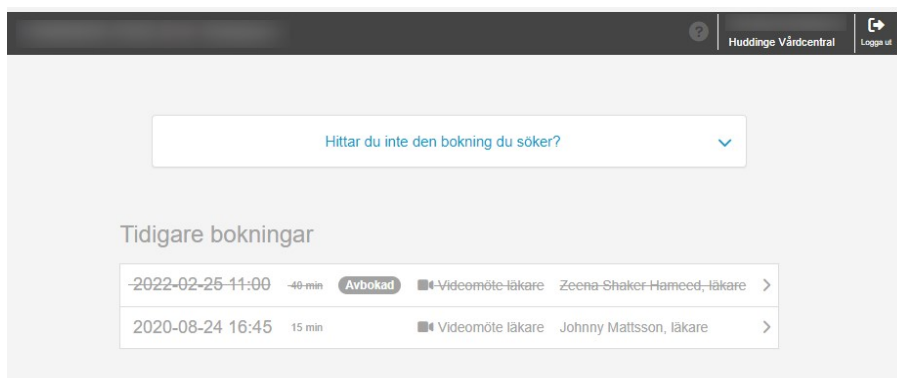 Huddinge Vårdcentral
Logga ut
Hittar du inte den bokning du söker?
Tidigare bokningar
2022-02-25 11:00 40 min Avbokad Videomöte läkare Zeena Shaker Hameed, läkare
2020-08-24 16:45 15 min Videomöte läkare Johnny Mattsson, läkare